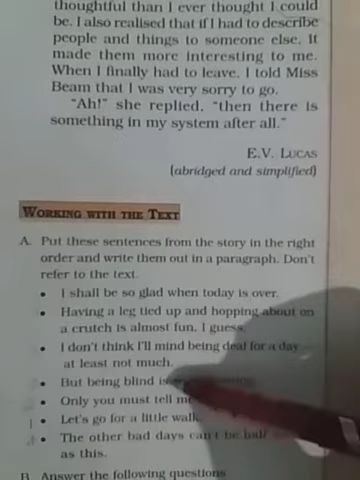 thoughtful than I ever thought I could
be. I also realised that if I had to describe
people and things to someone else. It
made them more interesting to me.
When I finally had to leave. I told Miss
Beam that I was very sorry to go.
"Ah!" she replied. "then there is
something in my system after all."
E.V. LUCAS
(abridged and simplified)
WORKING WITH THE TEXT
A. Put these sentences from the story in the right
order and write them out in a paragraph. Don't
refer to the text.
• I shall be so glad when today is over.
• Having a leg tied up and hopping about on
a crutch is almost fun. I guess.
• I don't think I'll mind being deaf for a day
at least not much.
• But being blind is
• Only you must tell me
• Let's go for a little walk.
• The other bad days can't be half
as this.
B. Answer the following questions